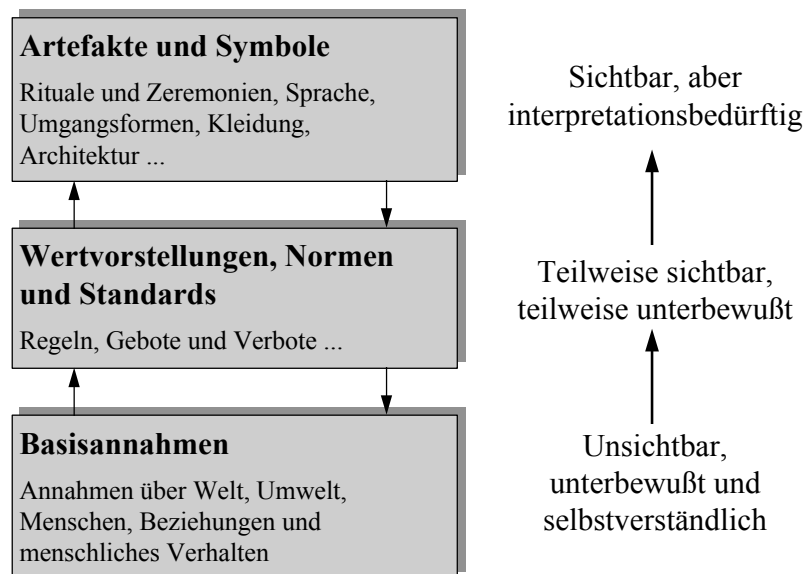 Artefakte und Symbole
Rituale und Zeremonien, Sprache,
Umgangsformen, Kleidung,
Architektur ...
Sichtbar, aber
interpretationsbedürftig
Wertvorstellungen, Normen
und Standards
Regeln, Gebote und Verbote ...
Teilweise sichtbar,
teilweise unterbewußt
Basisannahmen
Annahmen über Welt, Umwelt,
Menschen, Beziehungen und
menschliches Verhalten
Unsichtbar,
unterbewußt und
selbstverständlich